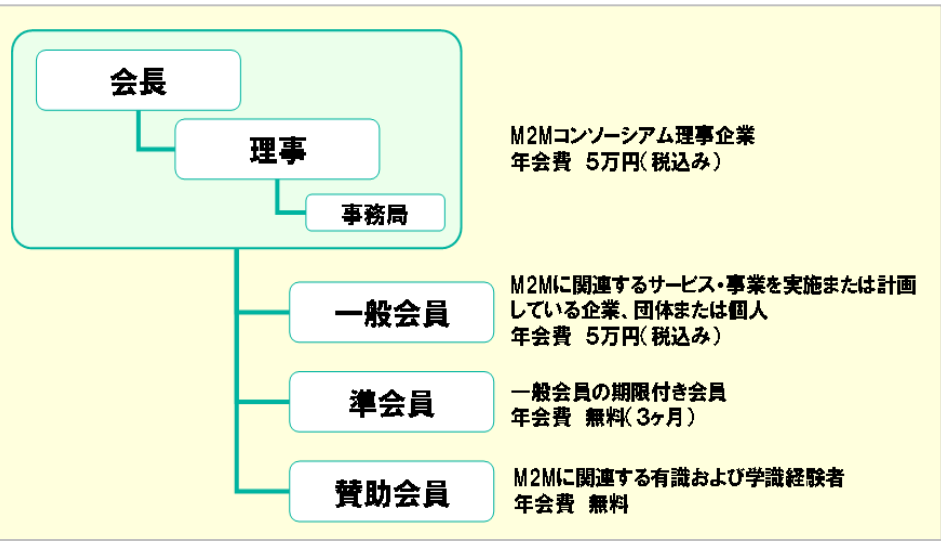 会長
理事
事務局
M2Mコンソーシアム理事企業
年会費 5万円(税込み)
一般会員
M2Mに関連するサービス・事業を実施または計画
している企業、団体または個人
年会費 5万円(税込み)
準会員
一般会員の期限付き会員
年会費 無料(3ヶ月)
賛助会員
M2Mに関連する有識および学識経験者
年会費 無料